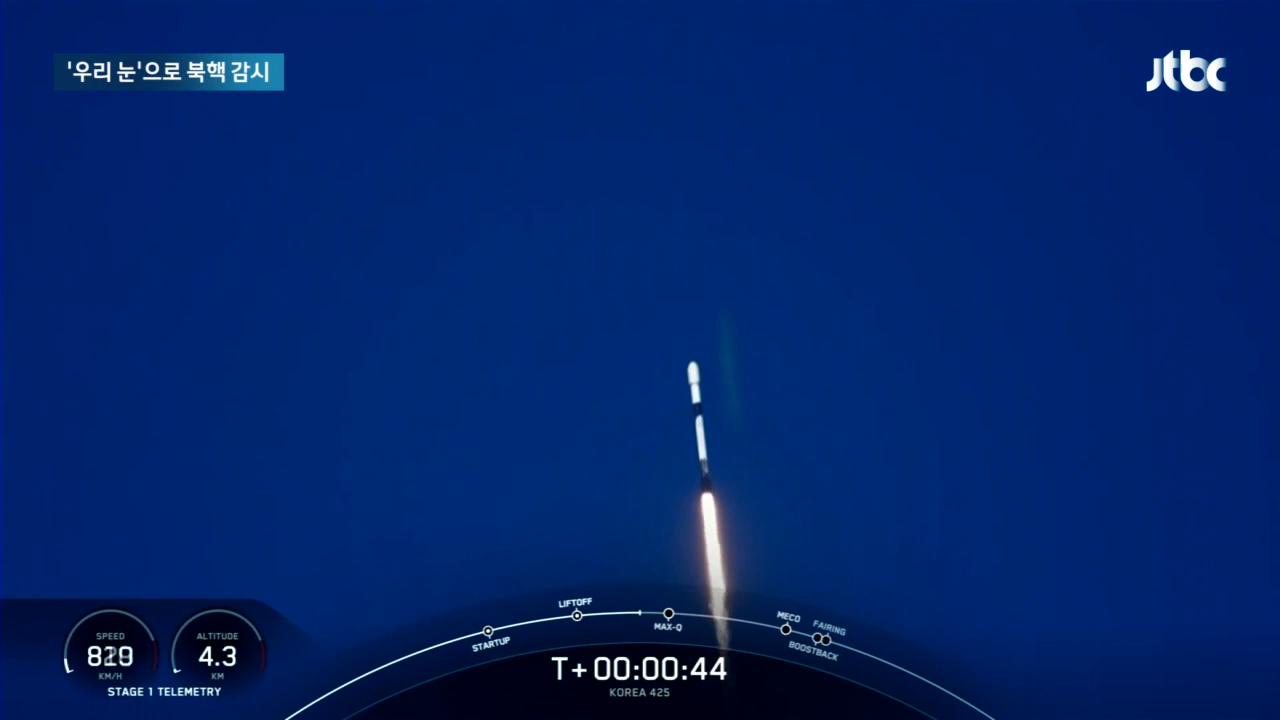 '우리 눈'으로 북핵 감시
jtbc
LIFTOFF
STARTUP
MAX-Q
MECO
FAIRING
BOOSTBACK
SPEED
KM/H
ALTITUDE
4.3
KM
STAGE 1 TELEMETRY
T+00:00:44
KOREA 425